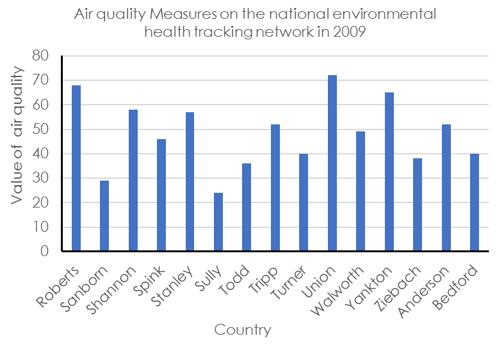 Air quality Measures on the national environmental
health tracking network in 2009
Value of air quality
80
70
60
50
40
30
20
10
0
Roberts
Sanborn
Shannon
Spink
Stanley
Sully
Todd
Tripp
Turner
Union
Walworth
Yankton
Ziebach
Anderson
Bedford
Country